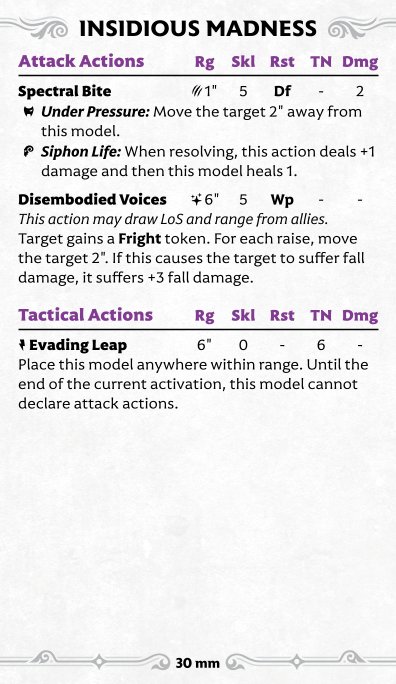 INSIDIOUS MADNESS
Attack Actions Rg Skl Rst TN Dmg
Spectral Bite 1" 5 Df - 2
Under Pressure: Move the target 2" away from
this model.
Siphon Life: When resolving, this action deals +1
damage and then this model heals 1.
Disembodied Voices 6" 5 Wp - -
This action may draw LoS and range from allies.
Target gains a Fright token. For each raise, move
the target 2". If this causes the target to suffer fall
damage, it suffers +3 fall damage.
Tactical Actions Rg Skl Rst TN Dmg
Evading Leap 6" 0 - 6 -
Place this model anywhere within range. Until the
end of the current activation, this model cannot
declare attack actions.
30 mm